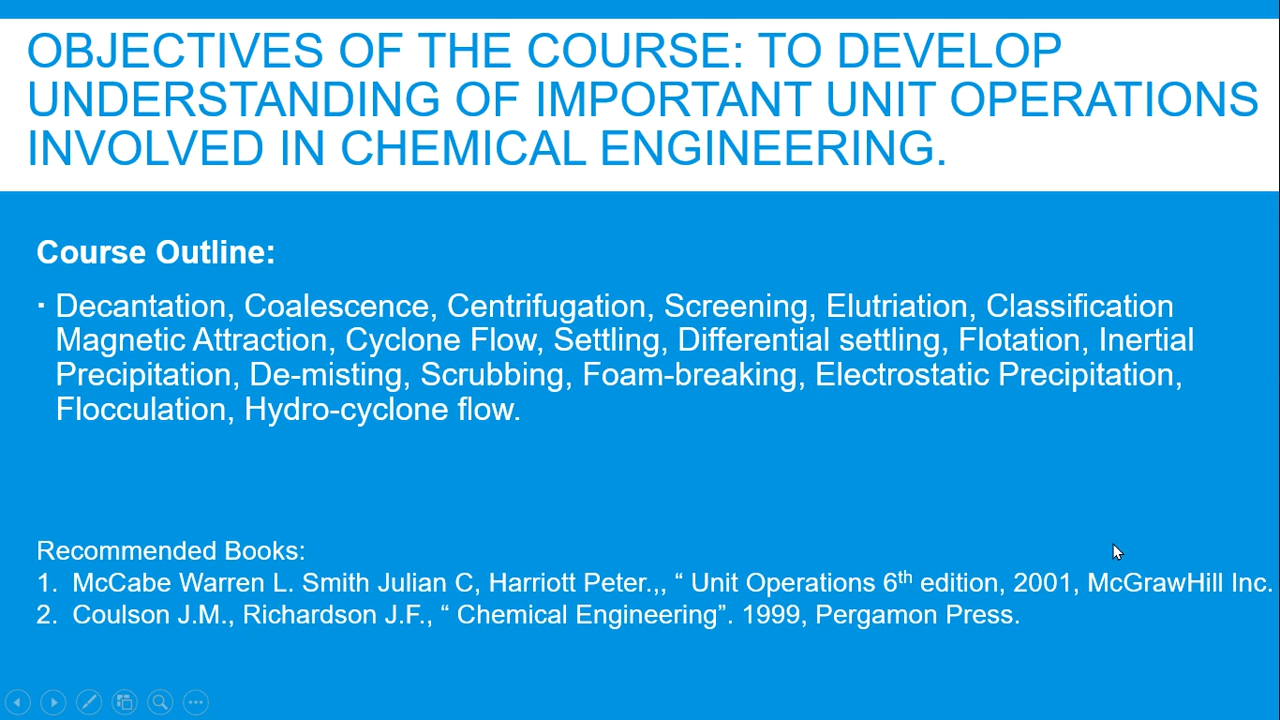 OBJECTIVES OF THE COURSE: TO DEVELOP
UNDERSTANDING OF IMPORTANT UNIT OPERATIONS
INVOLVED IN CHEMICAL ENGINEERING.
Course Outline:
▪ Decantation, Coalescence, Centrifugation, Screening, Elutriation, Classification
Magnetic Attraction, Cyclone Flow, Settling, Differential settling, Flotation, Inertial
Precipitation, De-misting, Scrubbing, Foam-breaking, Electrostatic Precipitation,
Flocculation, Hydro-cyclone flow.
Recommended Books:
1. McCabe Warren L. Smith Julian C, Harriott Peter.,, “ Unit Operations 6th edition, 2001, McGrawHill Inc.
2. Coulson J.M., Richardson J.F., “ Chemical Engineering”. 1999, Pergamon Press.